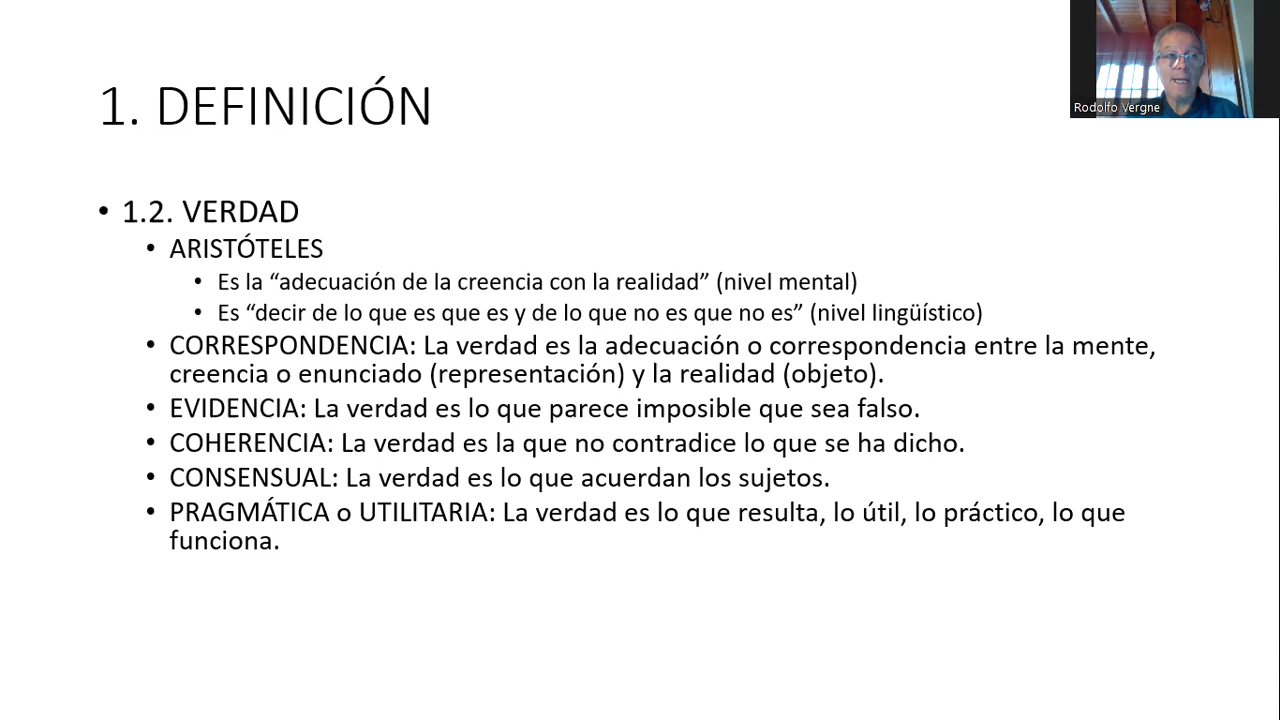 Rodolfo Vergne
1. DEFINICIÓN
• 1.2. VERDAD
• ARISTÓTELES
• Es la “adecuación de la creencia con la realidad” (nivel mental)
• Es “decir de lo que es que es y de lo que no es que no es” (nivel lingüístico)
• CORRESPONDENCIA: La verdad es la adecuación o correspondencia entre la mente,
creencia o enunciado (representación) y la realidad (objeto).
• EVIDENCIA: La verdad es lo que parece imposible que sea falso.
• COHERENCIA: La verdad es la que no contradice lo que se ha dicho.
• CONSENSUAL: La verdad es lo que acuerdan los sujetos.
• PRAGMÁTICA o UTILITARIA: La verdad es lo que resulta, lo útil, lo práctico, lo que
funciona.